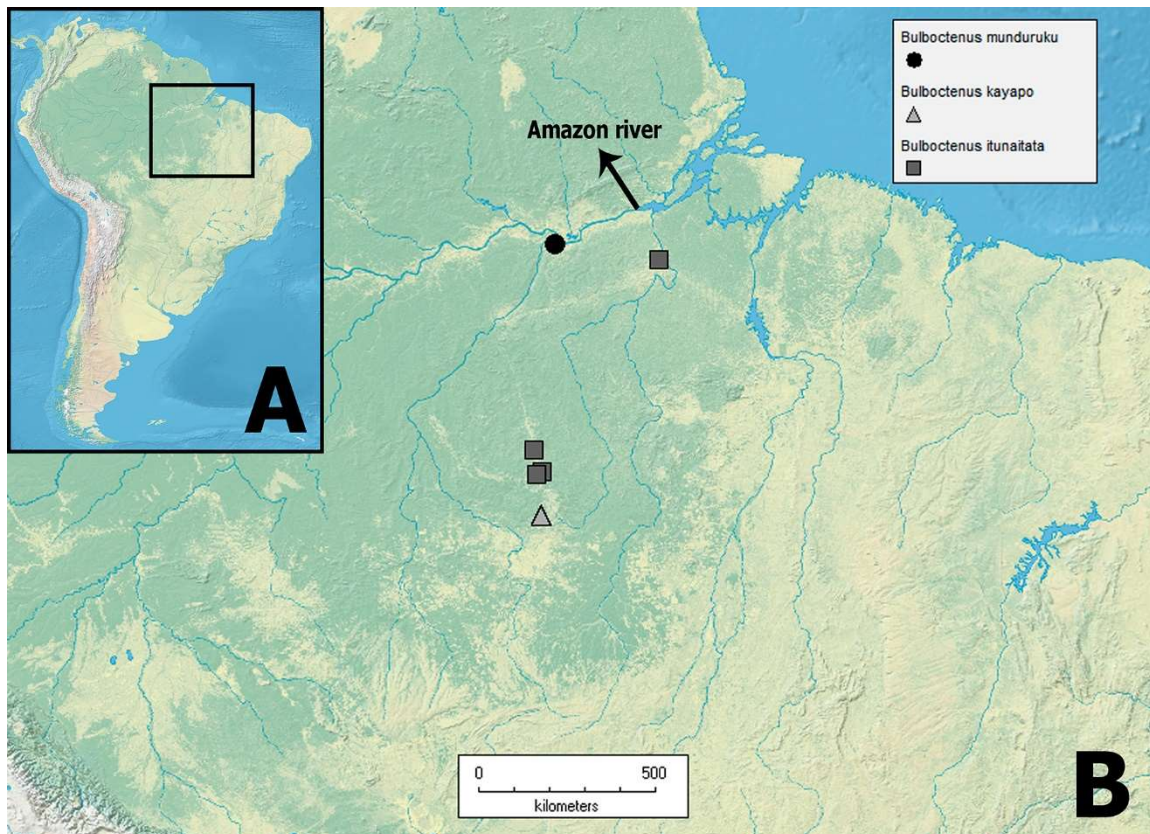 Bulboctenus munduruku
Bulboctenus kayapo
Bulboctenus itunaitata
Amazon river
A
0 500
kilometers
B